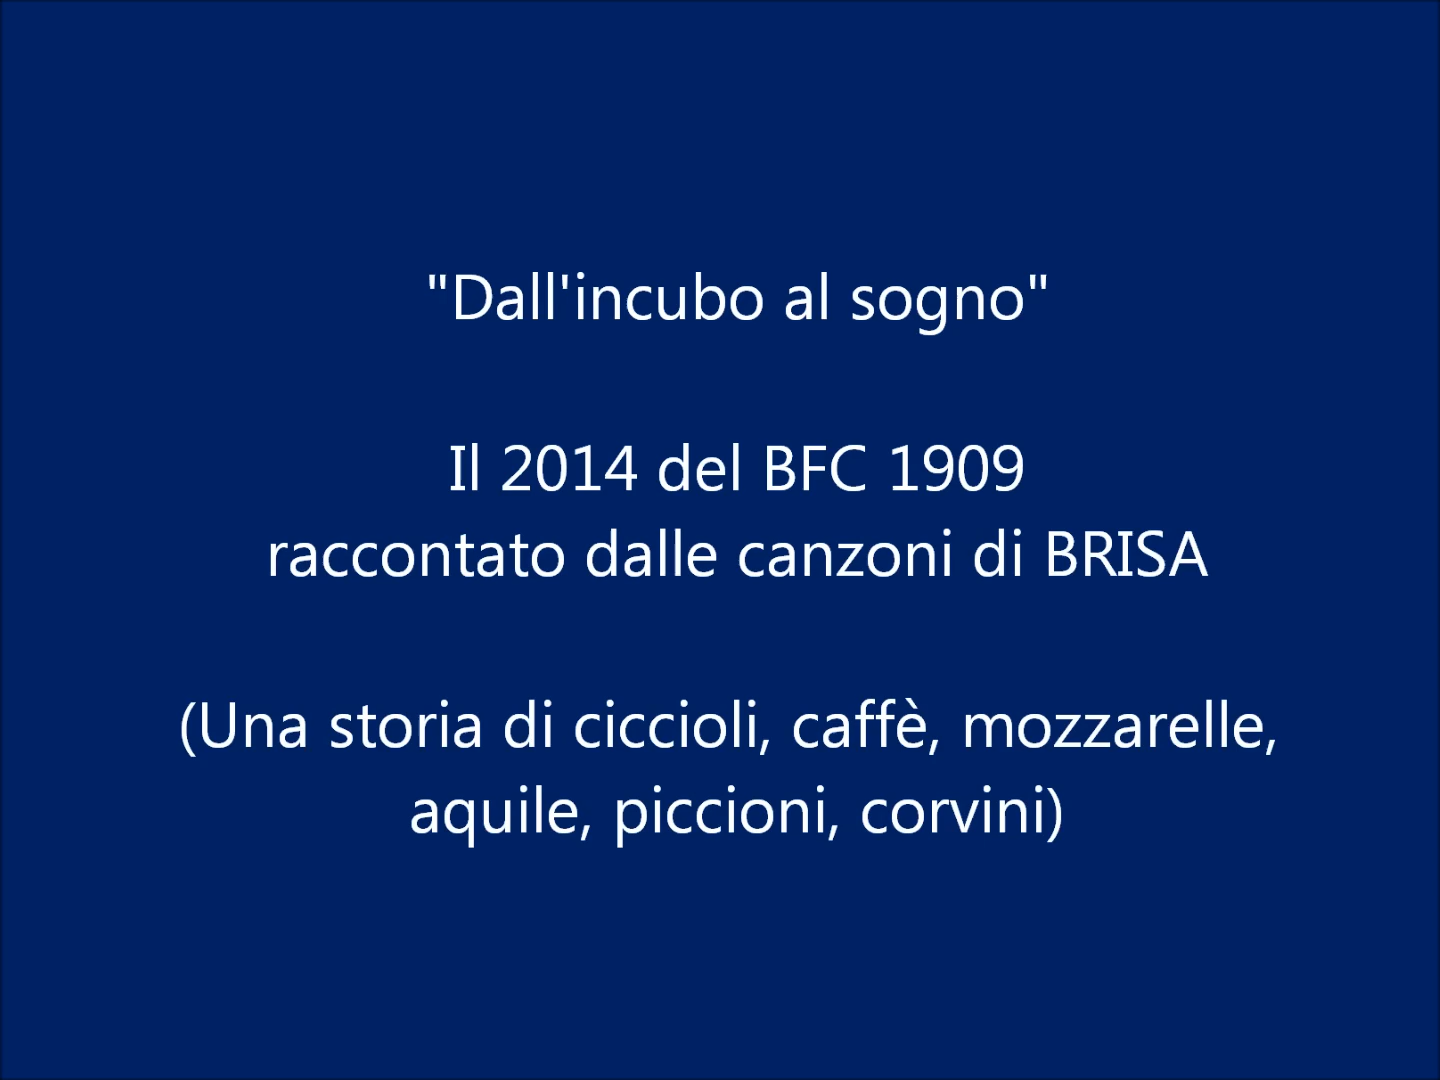 "Dall'incubo al sogno"
Il 2014 del BFC 1909
raccontato dalle canzoni di BRISA
(Una storia di ciccioli, caffè, mozzarelle,
aquile, piccioni, corvini)